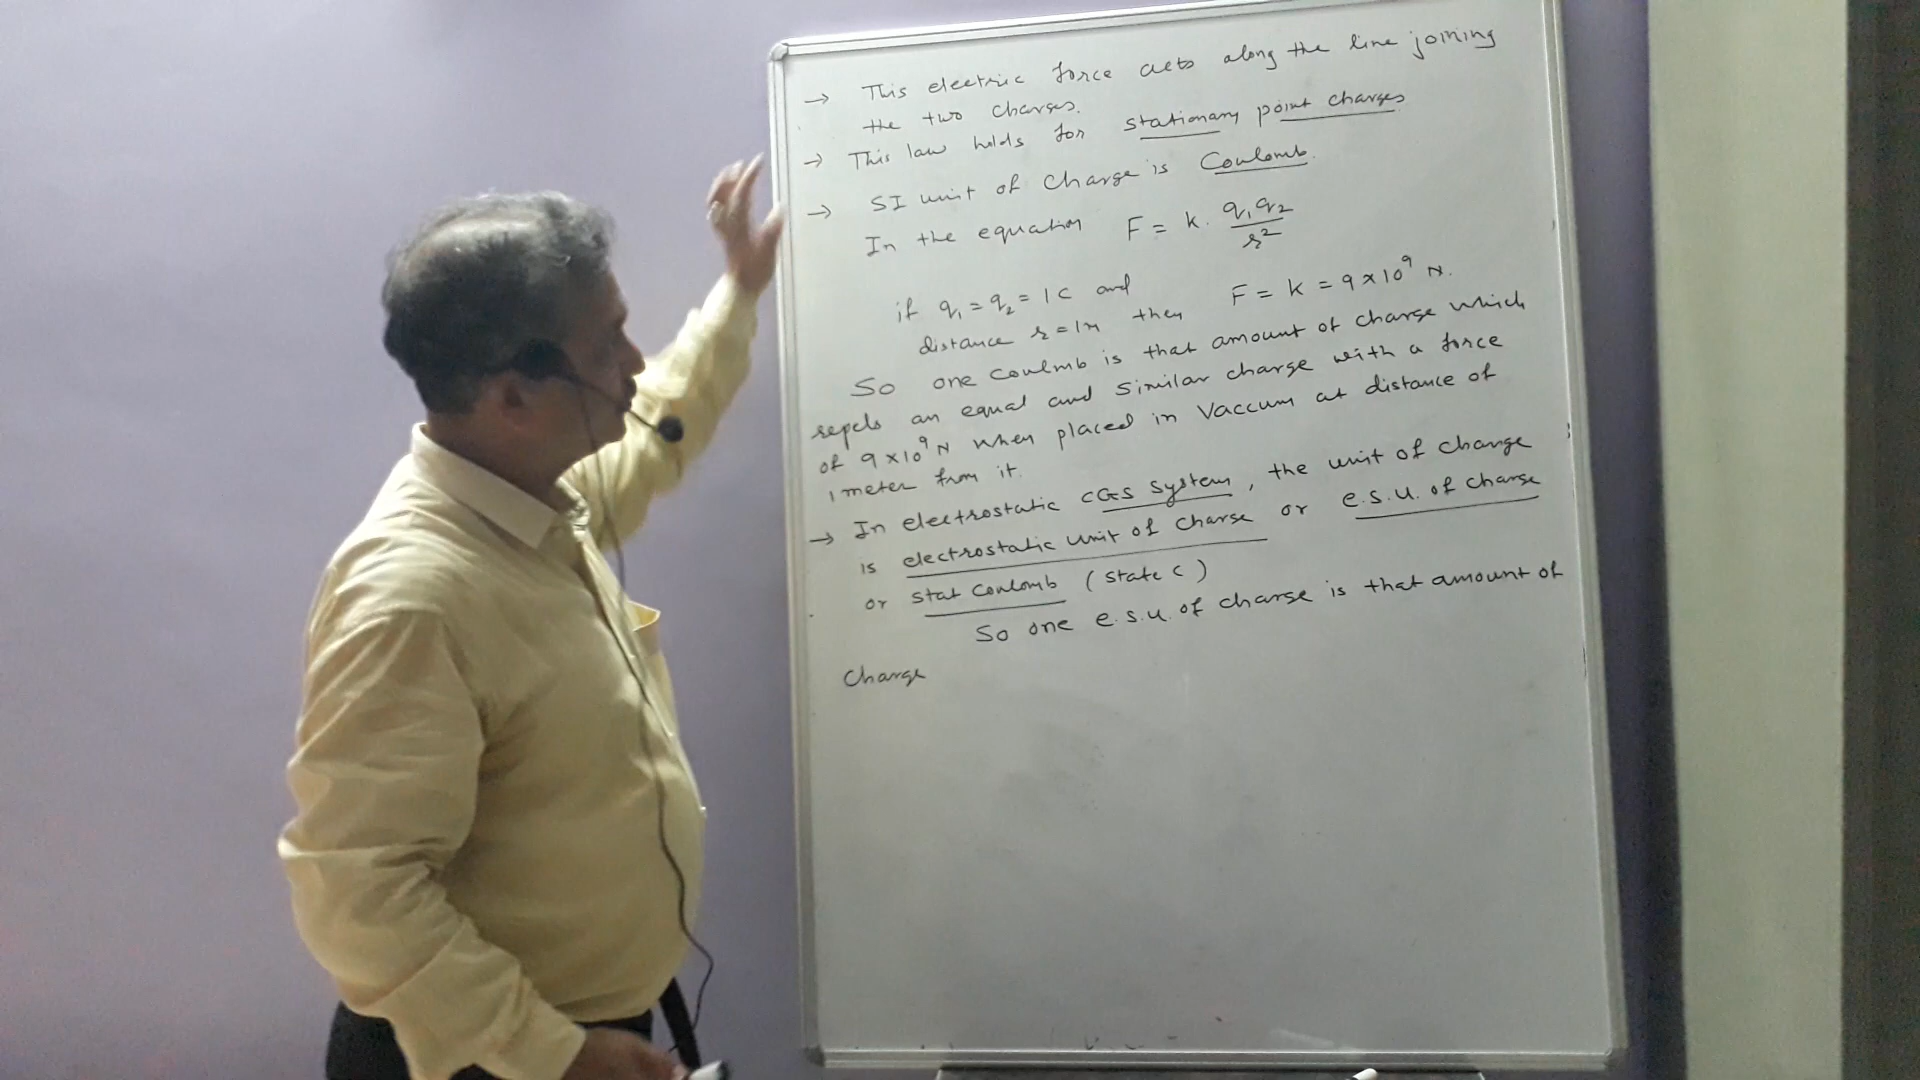 → This electric force acts along the line joining
the two charges.
→ This law holds for stationary point charges
→ SI unit of charge is Coulomb.
In the equation F = k. q₁q₂/r²
if q₁ = q₂ = 1 C and
distance r = 1m then F = k = 9 × 10⁹ N.
So one coulmb is that amount of charge which
repels an equal and similar charge with a force
of 9 × 10⁹ N when placed in Vaccum at distance of
1 meter from it.
→ In electrostatic CGS system, the unit of charge
is electrostatic unit of charge or e.s.u. of charge
or stat coulomb (state C)
So one e.s.u. of charge is that amount of
Charge